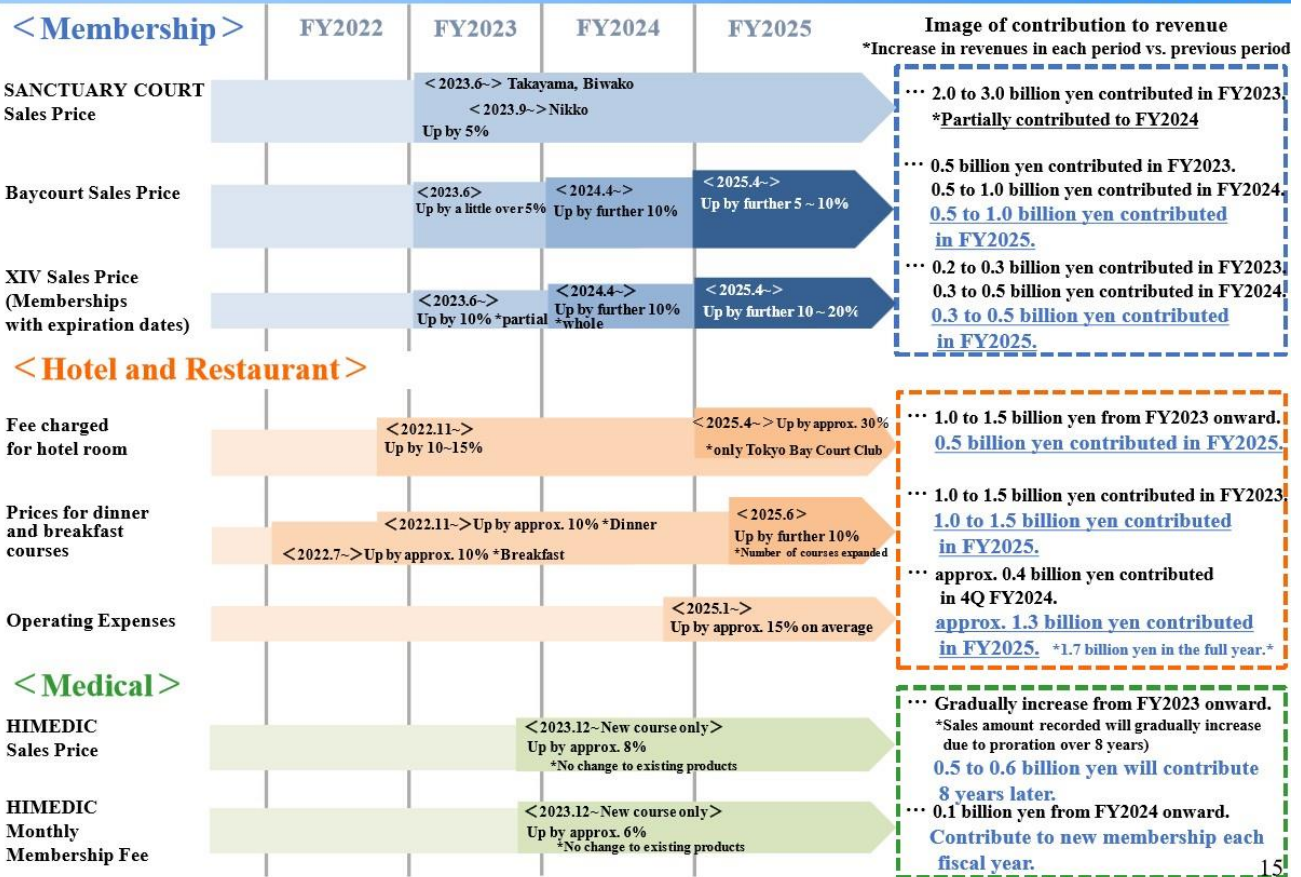 ＜Membership＞
FY2022
FY2023
FY2024
FY2025
Image of contribution to revenue
*Increase in revenues in each period vs. previous period
SANCTUARY COURT
Sales Price
＜2023.6~＞ Takayama, Biwako
＜2023.9~＞ Nikko
Up by 5%
… 2.0 to 3.0 billion yen contributed in FY2023.
*Partially contributed to FY2024
Baycourt Sales Price
＜2023.6＞
Up by a little over 5%
＜2024.4~＞
Up by further 10%
＜2025.4~＞
Up by further 5 ~ 10%
… 0.5 billion yen contributed in FY2023.
0.5 to 1.0 billion yen contributed in FY2024.
0.5 to 1.0 billion yen contributed
in FY2025.
XIV Sales Price
(Memberships
with expiration dates)
＜2023.6~＞
Up by 10% *partial
＜2024.4~＞
Up by further 10%
*whole
＜2025.4~＞
Up by further 10 ~ 20%
… 0.2 to 0.3 billion yen contributed in FY2023.
0.3 to 0.5 billion yen contributed in FY2024.
0.3 to 0.5 billion yen contributed
in FY2025.
＜Hotel and Restaurant＞
Fee charged
for hotel room
＜2022.11~＞
Up by 10~15%
＜2025.4~＞ Up by approx. 30%
*only Tokyo Bay Court Club
… 1.0 to 1.5 billion yen from FY2023 onward.
0.5 billion yen contributed in FY2025.
Prices for dinner
and breakfast
courses
＜2022.11~＞Up by approx. 10% *Dinner
＜2022.7~＞Up by approx. 10% *Breakfast
＜2025.6＞
Up by further 10%
*Number of courses expanded
… 1.0 to 1.5 billion yen contributed in FY2023.
1.0 to 1.5 billion yen contributed
in FY2025.
Operating Expenses
＜2025.1~＞
Up by approx. 15% on average
… approx. 0.4 billion yen contributed
in 4Q FY2024.
approx. 1.3 billion yen contributed
in FY2025. *1.7 billion yen in the full year.*
＜Medical＞
HIMEDIC
Sales Price
＜2023.12~New course only＞
Up by approx. 8%
*No change to existing products
… Gradually increase from FY2023 onward.
*Sales amount recorded will gradually increase
due to proration over 8 years)
0.5 to 0.6 billion yen will contribute
8 years later.
HIMEDIC
Monthly
Membership Fee
＜2023.12~New course only＞
Up by approx. 6%
*No change to existing products
… 0.1 billion yen from FY2024 onward.
Contribute to new membership each
fiscal year.
15